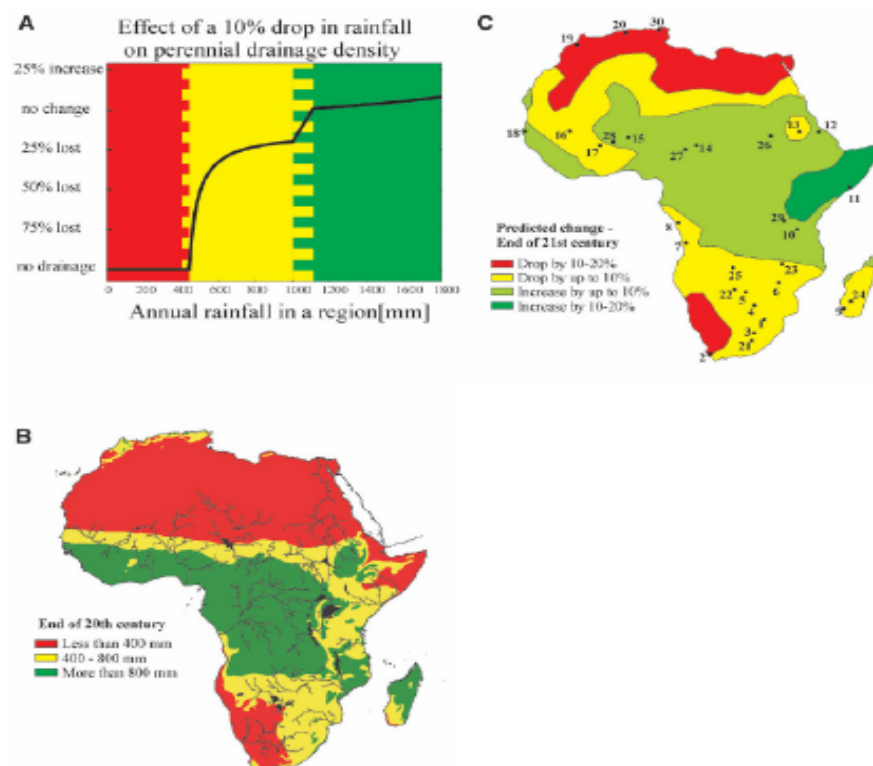 A
Effect of a 10% drop in rainfall
on perennial drainage density
25% increase
no change
25% lost
50% lost
75% lost
no drainage
0 200 400 600 800 1000 1200 1400 1600 1800
Annual rainfall in a region[mm]
B
End of 20th century
Less than 400 mm
400 - 800 mm
More than 800 mm
C
19
20
30
18
16
17
28
15
27
14
26
13
12
11
29
10
8
7
25
23
22
5
6
4
3
2
24
9
Predicted change -
End of 21st century
Drop by 10-20%
Drop by up to 10%
Increase by up to 10%
Increase by 10-20%